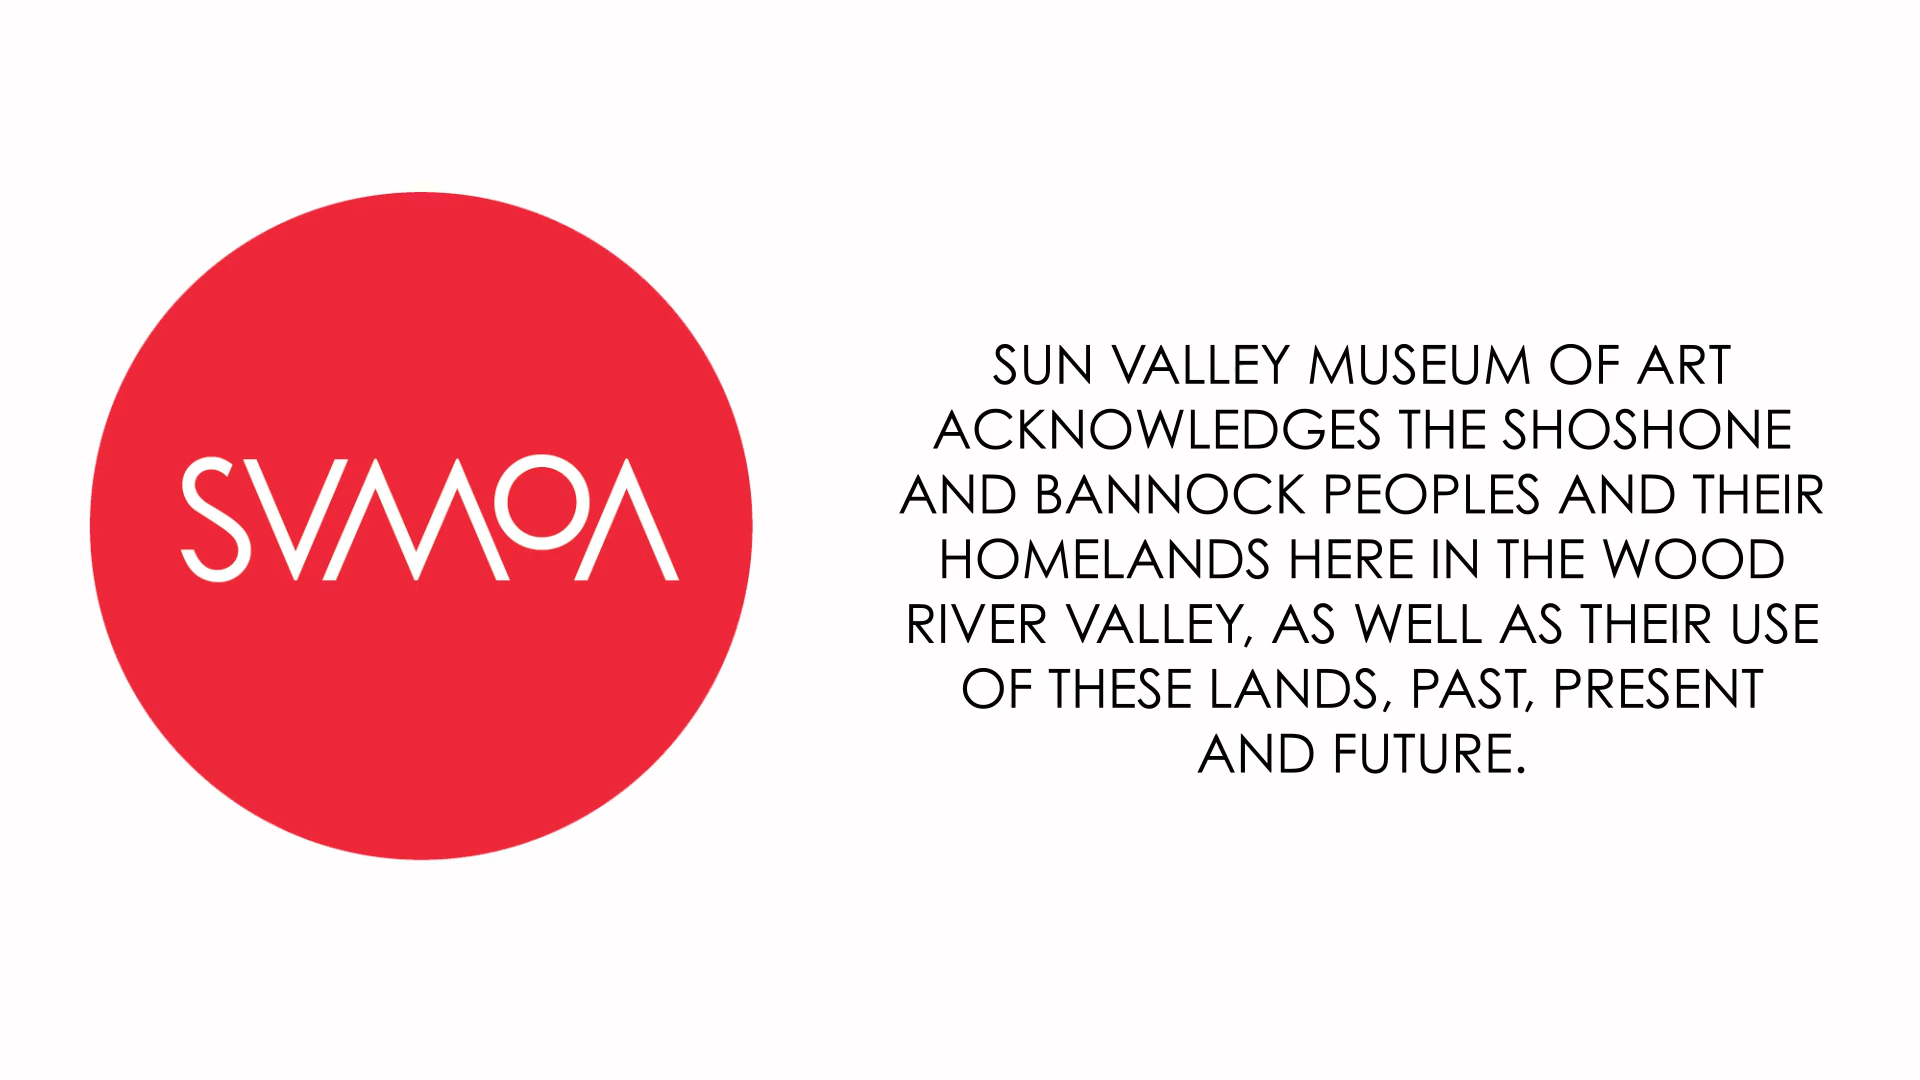 SVMOA
SUN VALLEY MUSEUM OF ART
ACKNOWLEDGES THE SHOSHONE
AND BANNOCK PEOPLES AND THEIR
HOMELANDS HERE IN THE WOOD
RIVER VALLEY, AS WELL AS THEIR USE
OF THESE LANDS, PAST, PRESENT
AND FUTURE.